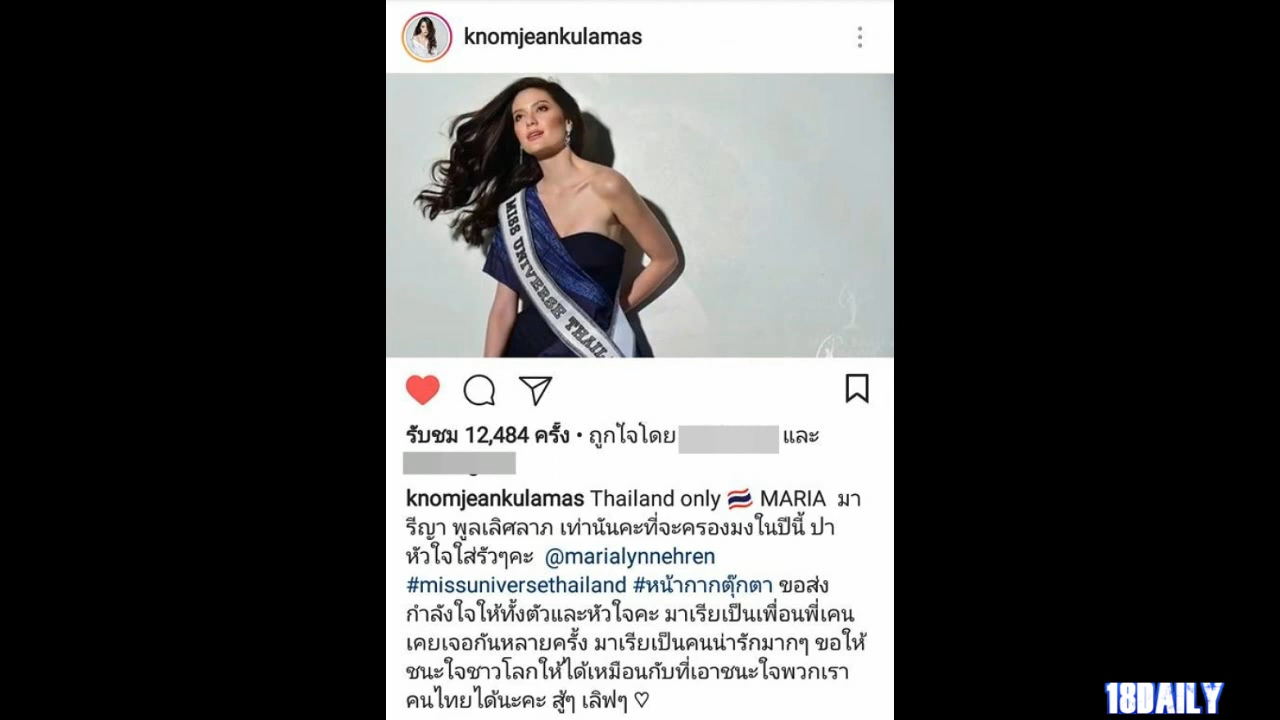 knomjeankulamas
MISS UNIVERSE THAIL
รับชม 12,484 ครั้ง • ถูกใจโดย และ
knomjeankulamas Thailand only 🇹🇭 MARIA มา
รีญา พูลเลิศลาภ เท่านั้นคะที่จะครองมงในปีนี้ ปา
หัวใจใส่รัวๆคะ @marialynnehren
#missuniversethailand #หน้ากากตุ๊กตา ขอส่ง
กำลังใจให้ทั้งตัวและหัวใจคะ มาเรียเป็นเพื่อนพี่เคน
เคยเจอกันหลายครั้ง มาเรียเป็นคนน่ารักมากๆ ขอให้
ชนะใจชาวโลกให้ได้เหมือนกับที่เอาชนะใจพวกเรา
คนไทยได้นะคะ สู้ๆ เลิฟๆ ♡
18DAILY